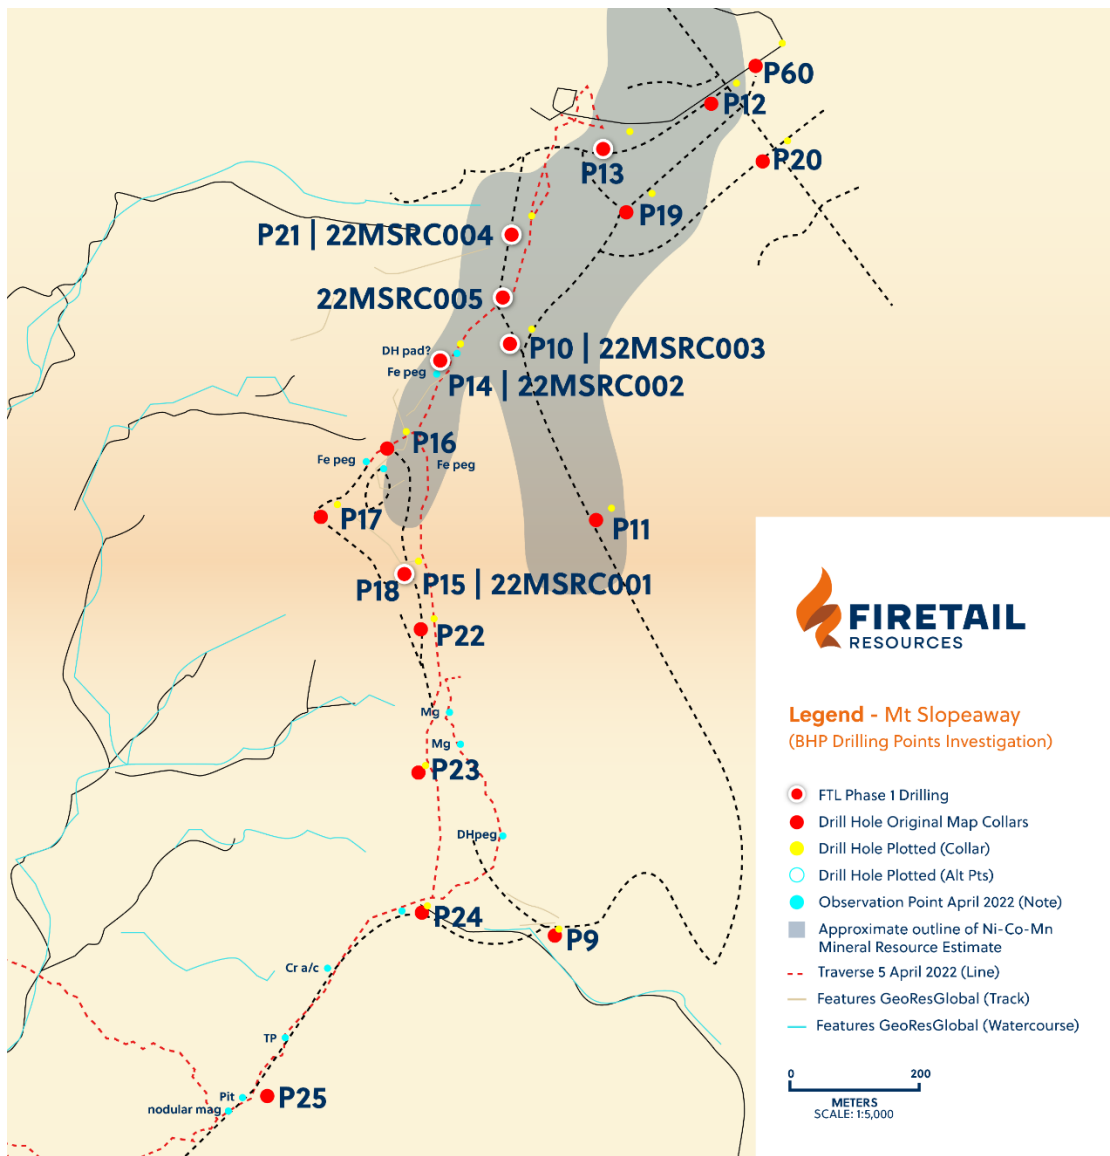 P60
P12
P20
P13
P19
P21 | 22MSRC004
22MSRC005
P10 | 22MSRC003
DH pad?
Fe peg
P14 | 22MSRC002
P16
Fe peg
Fe peg
P17
P11
P18
P15 | 22MSRC001
P22
Mg
Mg
P23
DHpeg
P24
P9
Cr a/c
TP
Pit
nodular mag
P25
FIRETAIL
RESOURCES
Legend - Mt Slopeaway
(BHP Drilling Points Investigation)
FTL Phase 1 Drilling
Drill Hole Original Map Collars
Drill Hole Plotted (Collar)
Drill Hole Plotted (Alt Pts)
Observation Point April 2022 (Note)
Approximate outline of Ni-Co-Mn
Mineral Resource Estimate
Traverse 5 April 2022 (Line)
Features GeoResGlobal (Track)
Features GeoResGlobal (Watercourse)
0 200
METERS
SCALE: 1:5,000